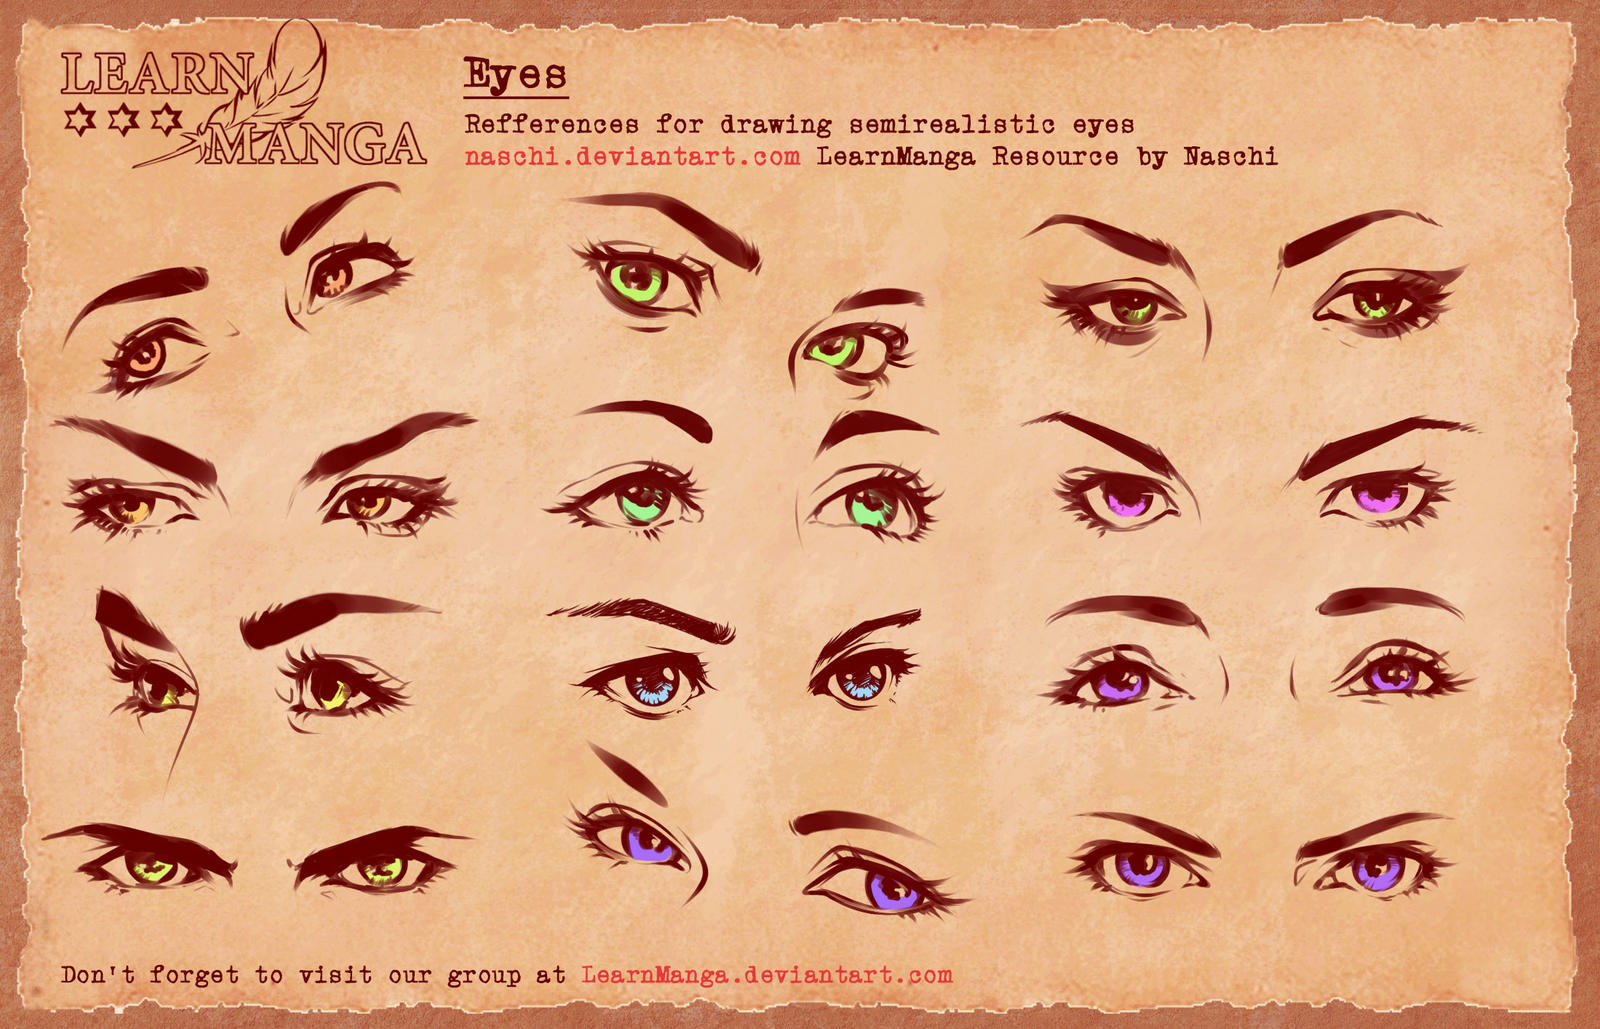 LEARN
MANGA
Eyes
Refferences for drawing semirealistic eyes
naschi.deviantart.com LearnManga Resource by Naschi
Don't forget to visit our group at LearnManga.deviantart.com